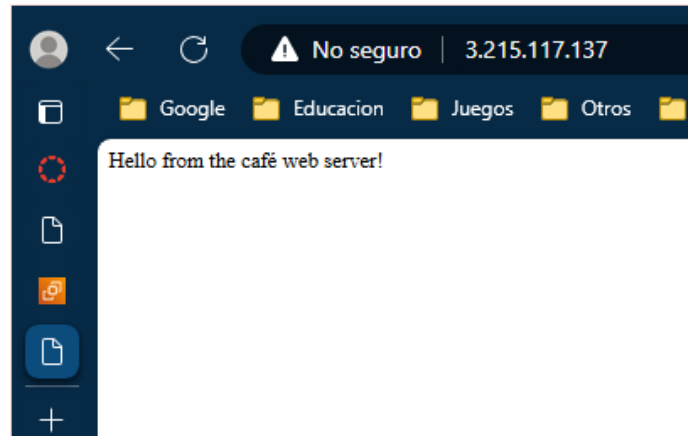 No seguro | 3.215.117.137
Google Educacion Juegos Otros
Hello from the café web server!